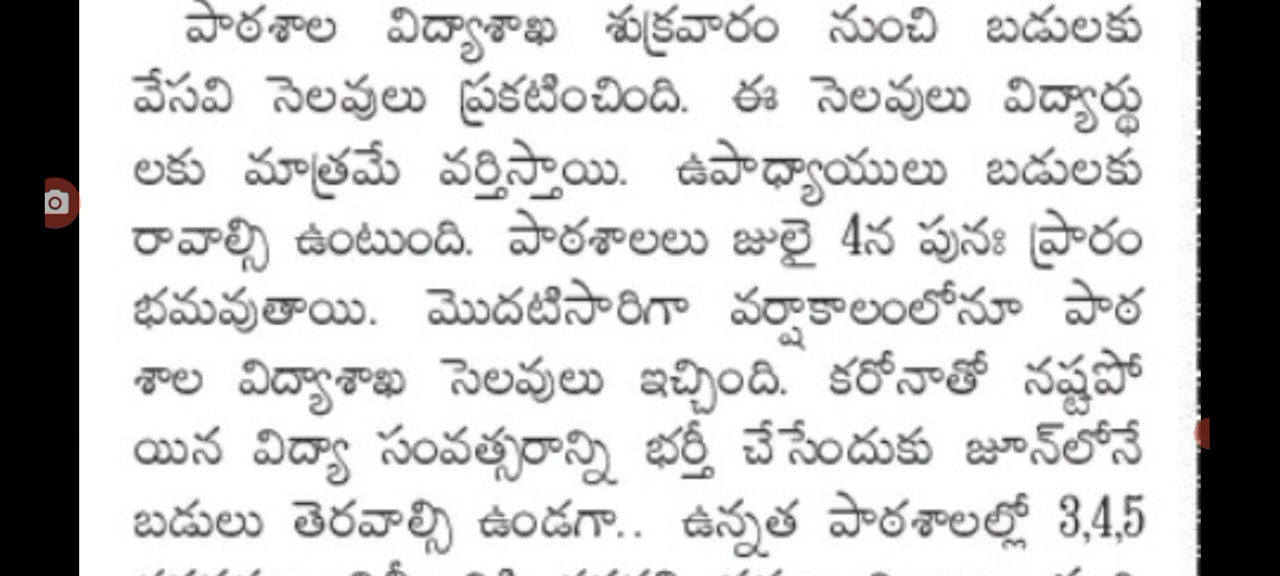 పాఠశాల విద్యాశాఖ శుక్రవారం నుంచి బడులకు
వేసవి సెలవులు ప్రకటించింది. ఈ సెలవులు విద్యార్థు
లకు మాత్రమే వర్తిస్తాయి. ఉపాధ్యాయులు బడులకు
రావాల్సి ఉంటుంది. పాఠశాలలు జులై 4న పునః ప్రారం
భమవుతాయి. మొదటిసారిగా వర్షాకాలంలోనూ పాఠ
శాల విద్యాశాఖ సెలవులు ఇచ్చింది. కరోనాతో నష్టపో
యిన విద్యా సంవత్సరాన్ని భర్తీ చేసేందుకు జూన్‌లోనే
బడులు తెరవాల్సి ఉండగా.. ఉన్నత పాఠశాలల్లో 3,4,5